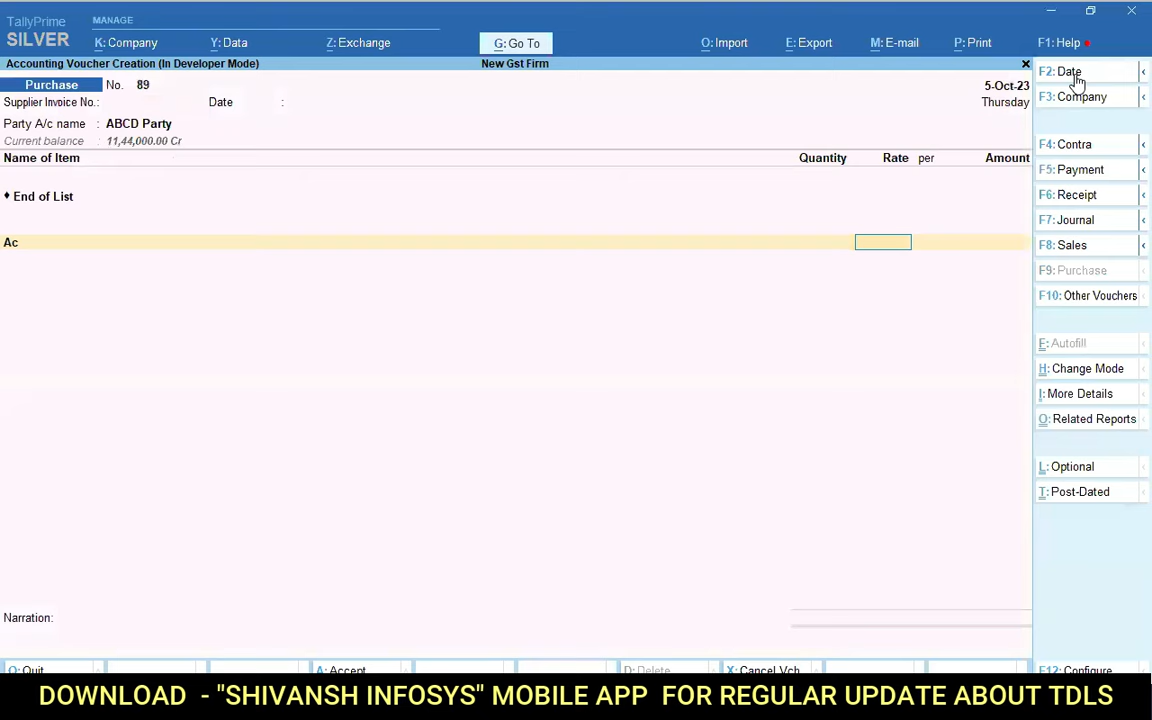 TallyPrime
SILVER
MANAGE
K: Company
Y: Data
Z: Exchange
G: Go To
O: Import
E: Export
M: E-mail
P: Print
F1: Help
Accounting Voucher Creation (In Developer Mode)
New Gst Firm
Purchase No. 89
5-Oct-23
Supplier Invoice No.: Date :
Thursday
Party A/c name : ABCD Party
Current balance : 11,44,000.00 Cr
Name of Item Quantity Rate per Amount
♦ End of List
Ac
Narration:
F2: Date
F3: Company
F4: Contra
F5: Payment
F6: Receipt
F7: Journal
F8: Sales
F9: Purchase
F10: Other Vouchers
F: Autofill
H: Change Mode
I: More Details
O: Related Reports
L: Optional
T: Post-Dated
Q: Quit
A: Accept
D: Delete
X: Cancel Vch
F12: Configure
DOWNLOAD - "SHIVANSH INFOSYS" MOBILE APP FOR REGULAR UPDATE ABOUT TDLS